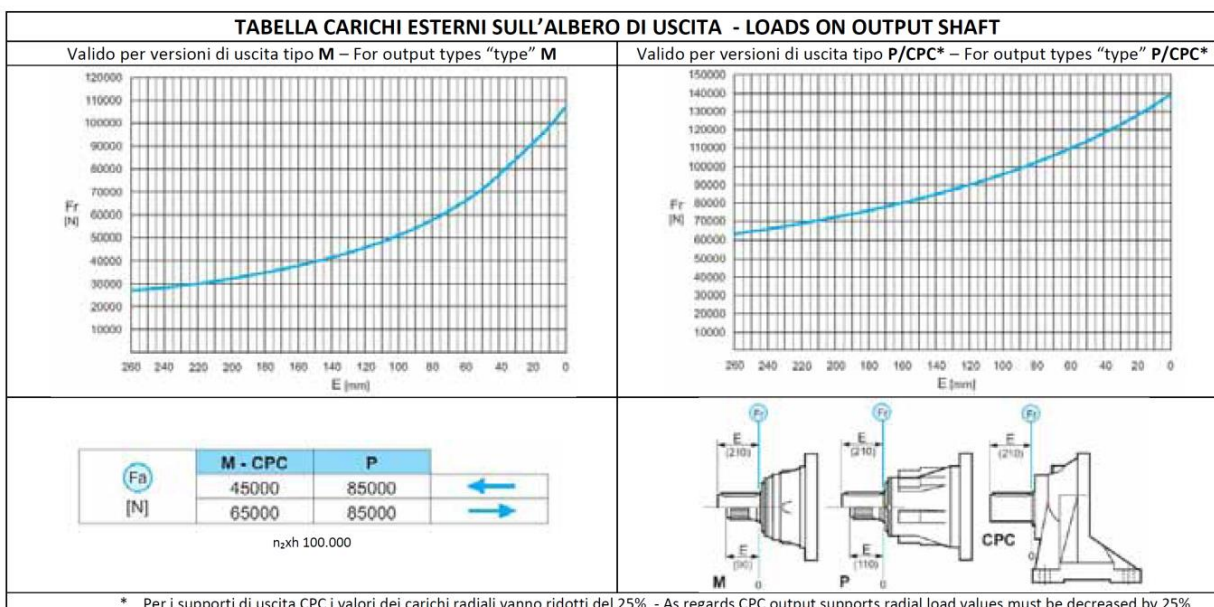 TABELLA CARICHI ESTERNI SULL'ALBERO DI USCITA - LOADS ON OUTPUT SHAFT
Valido per versioni di uscita tipo M – For output types "type" M
Valido per versioni di uscita tipo P/CPC* – For output types "type" P/CPC*
120000
110000
100000
90000
80000
70000
60000
50000
40000
30000
20000
10000
Fr
[N]
260 240 220 200 180 160 140 120 100 80 60 40 20 0
E [mm]
150000
140000
130000
120000
110000
100000
90000
80000
70000
60000
50000
40000
30000
20000
10000
Fr
[N]
260 240 220 200 180 160 140 120 100 80 60 40 20 0
E [mm]
Fa
[N]
M - CPC P
45000 85000
65000 85000
n₂xh 100.000
Fr Fr Fr
E E E
(210) (210) (210)
E E
(90) (110)
M 0 P 0 CPC 0
* Per i supporti di uscita CPC i valori dei carichi radiali vanno ridotti del 25% - As regards CPC output supports radial load values must be decreased by 25%